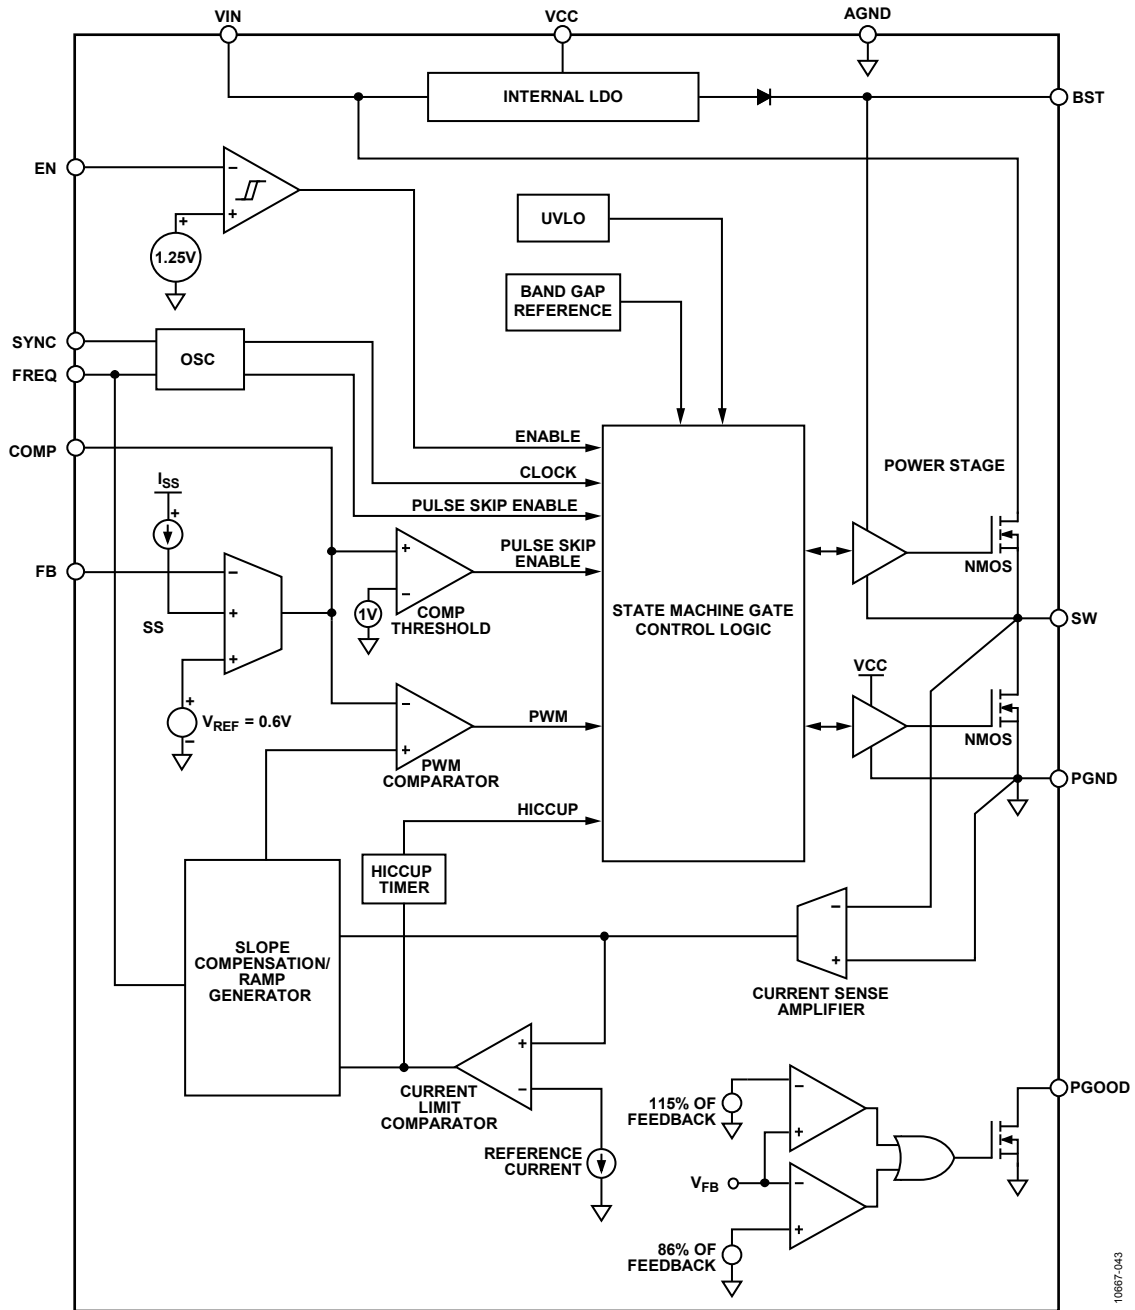 VIN
VCC
AGND
INTERNAL LDO
BST
EN
−
+
+
1.25V
UVLO
BAND GAP
REFERENCE
SYNC
FREQ
OSC
COMP
ENABLE
CLOCK
PULSE SKIP ENABLE
PULSE SKIP
ENABLE
POWER STAGE
ISS
+
FB
−
+
+
SS
+
−
1V
COMP
THRESHOLD
STATE MACHINE GATE
CONTROL LOGIC
NMOS
SW
VCC
+
−
VREF = 0.6V
−
+
PWM
PWM
COMPARATOR
NMOS
PGND
HICCUP
HICCUP
TIMER
SLOPE
COMPENSATION/
RAMP
GENERATOR
−
+
CURRENT SENSE
AMPLIFIER
+
−
CURRENT
LIMIT
COMPARATOR
REFERENCE
CURRENT
115% OF
FEEDBACK
−
+
PGOOD
VFB
−
+
86% OF
FEEDBACK
10667-043